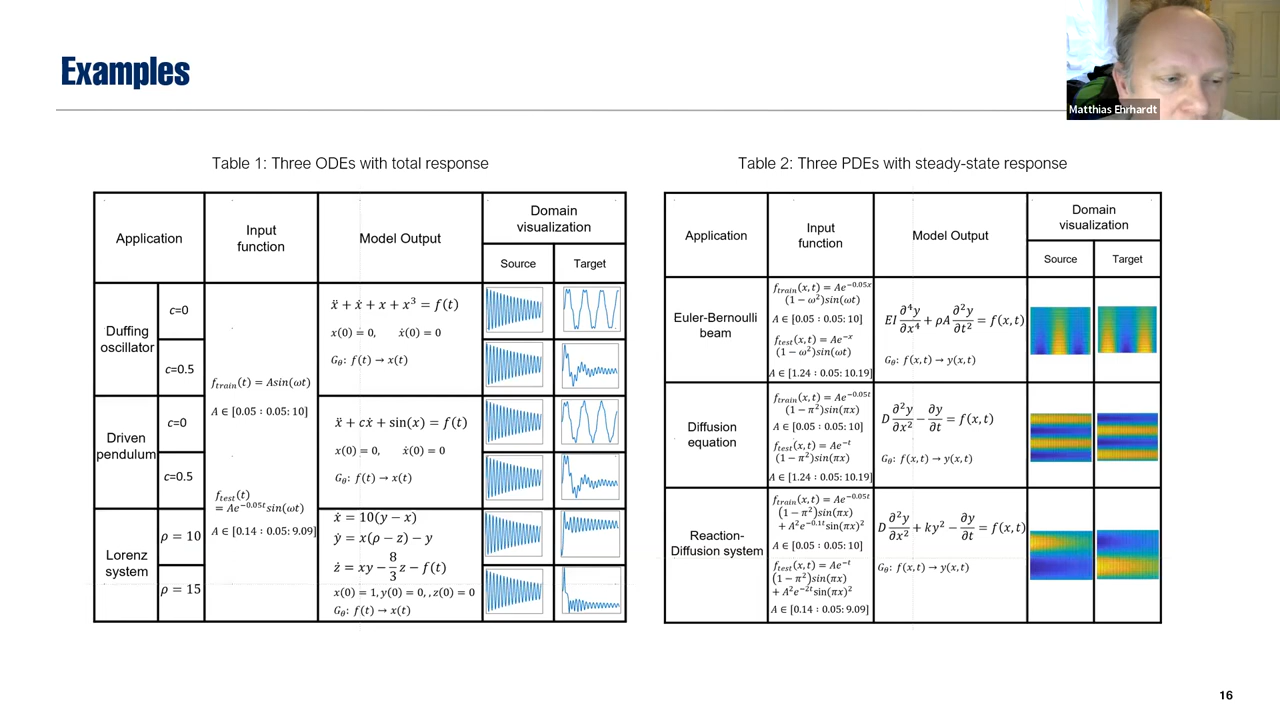 Examples
Matthias Ehrhardt
Table 1: Three ODEs with total response
Application
Input
function
Model Output
Domain
visualization
Source
Target
Duffing
oscillator
c=0
c=0.5
Driven
pendulum
c=0
c=0.5
Lorenz
system
ρ = 10
ρ = 15
f_train(t) = Asin(ωt)
A ∈ [0.05 : 0.05: 10]
f_test(t)
= Ae^{-0.05t}sin(ωt)
A ∈ [0.14 : 0.05: 9.09]
ẍ + ẋ + x + x³ = f(t)
x(0) = 0, ẋ(0) = 0
G_θ: f(t) → x(t)
ẍ + cẋ + sin(x) = f(t)
x(0) = 0, ẋ(0) = 0
G_θ: f(t) → x(t)
ẋ = 10(y − x)
ẏ = x(ρ − z) − y
ż = xy − 8/3 z − f(t)
x(0) = 1, y(0) = 0, , z(0) = 0
G_θ: f(t) → x(t)
Table 2: Three PDEs with steady-state response
Application
Input
function
Model Output
Domain
visualization
Source
Target
Euler-Bernoulli
beam
f_train(x, t) = Ae^{-0.05x}
(1 − ω²)sin(ωt)
A ∈ [0.05 : 0.05: 10]
f_test(x, t) = Ae^{-x}
(1 − ω²)sin(ωt)
A ∈ [1.24 : 0.05: 10.19]
EI ∂⁴y/∂x⁴ + ρA ∂²y/∂t² = f(x, t)
G_θ: f(x, t) → y(x, t)
Diffusion
equation
f_train(x, t) = Ae^{-0.05t}
(1 − π²)sin(πx)
A ∈ [0.05 : 0.05: 10]
f_test(x, t) = Ae^{-t}
(1 − π²)sin(πx)
A ∈ [1.24 : 0.05: 10.19]
D ∂²y/∂x² − ∂y/∂t = f(x, t)
G_θ: f(x, t) → y(x, t)
Reaction-
Diffusion system
f_train(x, t) = Ae^{-0.05t}
(1 − π²)sin(πx)
+ A²e^{-0.1t}sin(πx)²
A ∈ [0.05 : 0.05: 10]
f_test(x, t) = Ae^{-t}
(1 − π²)sin(πx)
+ A²e^{-2t}sin(πx)²
A ∈ [0.14 : 0.05: 9.09]
D ∂²y/∂x² + ky² − ∂y/∂t = f(x, t)
G_θ: f(x, t) → y(x, t)
16